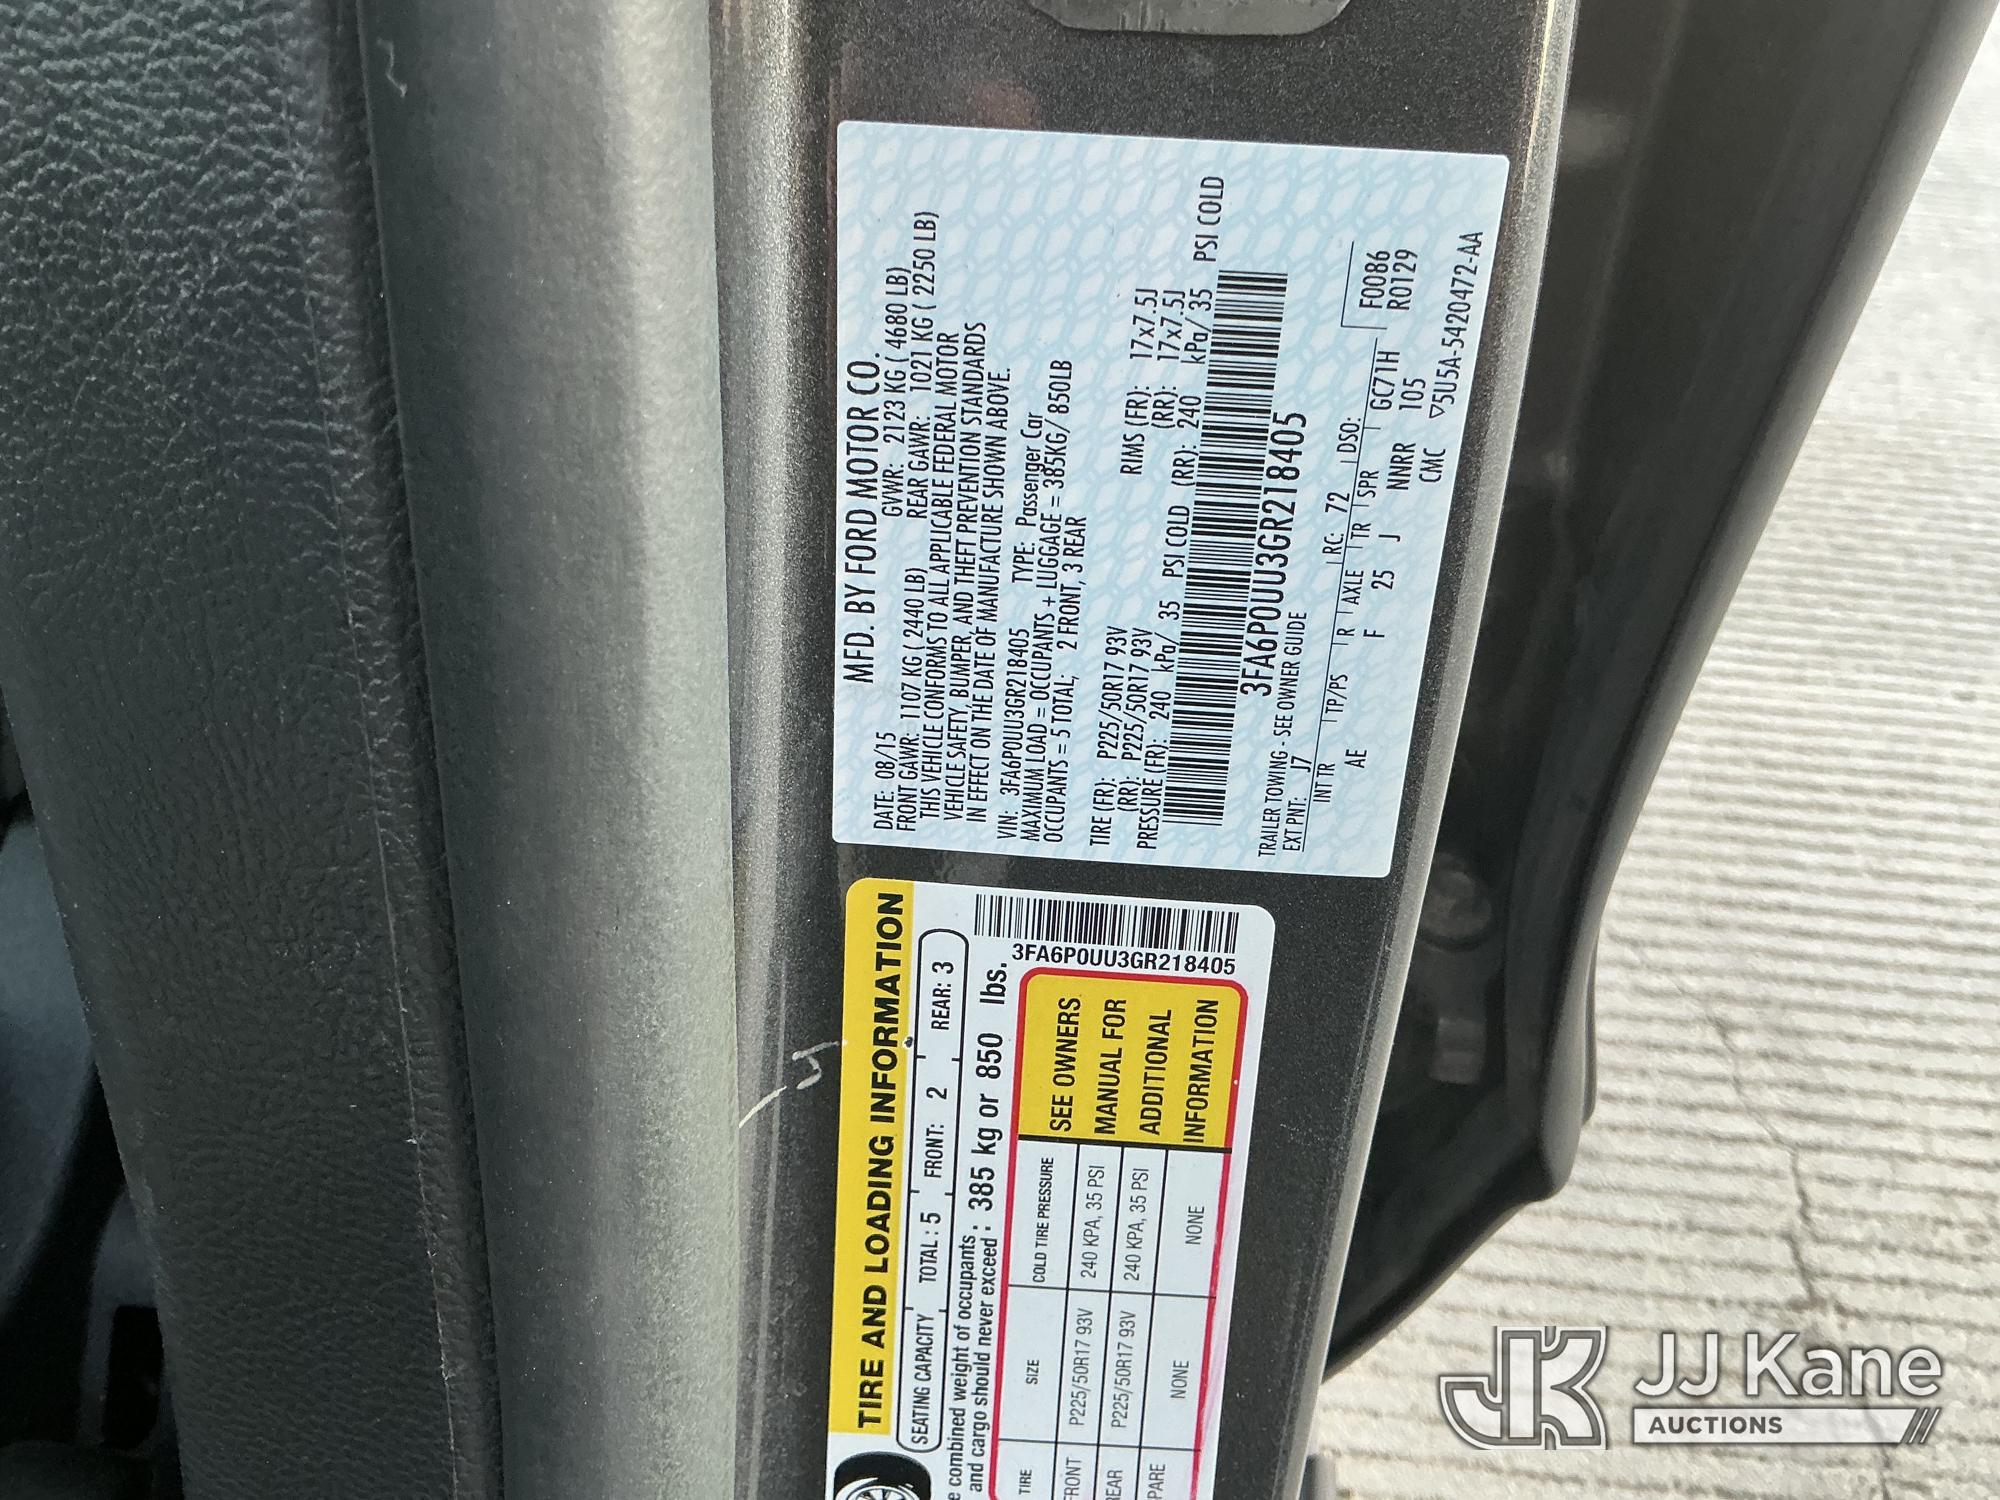 MFD. BY FORD MOTOR CO.
DATE: 08/15 GVWR: 2123 KG ( 4680 LB)
FRONT GAWR: 1107 KG ( 2440 LB) REAR GAWR: 1021 KG ( 2250 LB)
THIS VEHICLE CONFORMS TO ALL APPLICABLE FEDERAL MOTOR
VEHICLE SAFETY, BUMPER, AND THEFT PREVENTION STANDARDS
IN EFFECT ON THE DATE OF MANUFACTURE SHOWN ABOVE.
VIN: 3FA6P0UU3GR218405 TYPE: Passenger Car
MAXIMUM LOAD = OCCUPANTS + LUGGAGE = 385KG/ 850LB
OCCUPANTS = 5 TOTAL; 2 FRONT, 3 REAR
TIRE (FR): P225/50R17 93V RIMS (FR): 17x7.5J
(RR): P225/50R17 93V (RR): 17x7.5J
PRESSURE (FR): 240 kPa/ 35 PSI COLD (RR): 240 kPa/ 35 PSI COLD
3FA6P0UU3GR218405
TRAILER TOWING - SEE OWNER GUIDE
EXT PNT: J7 RC: 72 DSO: F0086
INT TR TP/PS R AXLE TR SPR GC71H R0129
AE F 25 J NNRR 105
CMC ▽5U5A-5420472-AA
TIRE AND LOADING INFORMATION
SEATING CAPACITY TOTAL : 5 FRONT: 2 REAR: 3
combined weight of occupants
and cargo should never exceed : 385 kg or 850 lbs.
3FA6P0UU3GR218405
TIRE SIZE COLD TIRE PRESSURE
FRONT P225/50R17 93V 240 KPA, 35 PSI
REAR P225/50R17 93V 240 KPA, 35 PSI
SPARE NONE NONE
SEE OWNERS
MANUAL FOR
ADDITIONAL
INFORMATION
JK JJ Kane
AUCTIONS